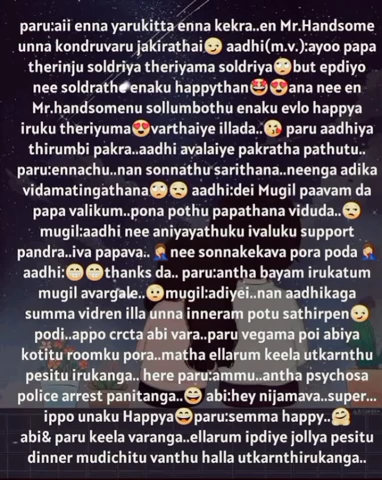 paru:aii enna yarukitta enna kekra..en Mr.Handsome
unna kondruvaru jakirathai😏 aadhi(m.v.):ayoo papa
therinju soldriya theriyama soldriya🙄but epdiyo
nee soldrathe enaku happythan🤩😍ana nee en
Mr.handsomenu sollumbothu enaku evlo happya
iruku theriyuma😍varthaiye illada..😘 paru aadhiya
thirumbi pakra..aadhi avalaiye pakratha pathutu..
paru:ennachu..nan sonnathu sarithana..neenga adika
vidamatingathana🙄😒 aadhi:dei Mugil paavam da
papa valikum..pona pothu papathana viduda..😒
mugil:aadhi nee aniyayathuku ivaluku support
pandra..iva papava..🤦nee sonnakekava pora poda🤦
aadhi:😁😁thanks da.. paru:antha bayam irukatum
mugil avargale..😮mugil:adiyei..nan aadhikaga
summa vidren illa unna inneram potu sathirpen😏
podi..appo crcta abi vara..paru vegama poi abiya
kotiti roomku pora..matha ellarum keela utkarnthu
pesitu irukanga.. here paru:ammu..antha psychosa
police arrest panitanga..😄 abi:hey nijamava..super...
ippo unaku Happya😄paru:semma happy..🤗
abi& paru keela varanga..ellarum ipdiye jollya pesitu
dinner mudichitu vanthu halla utkarnthirukanga..